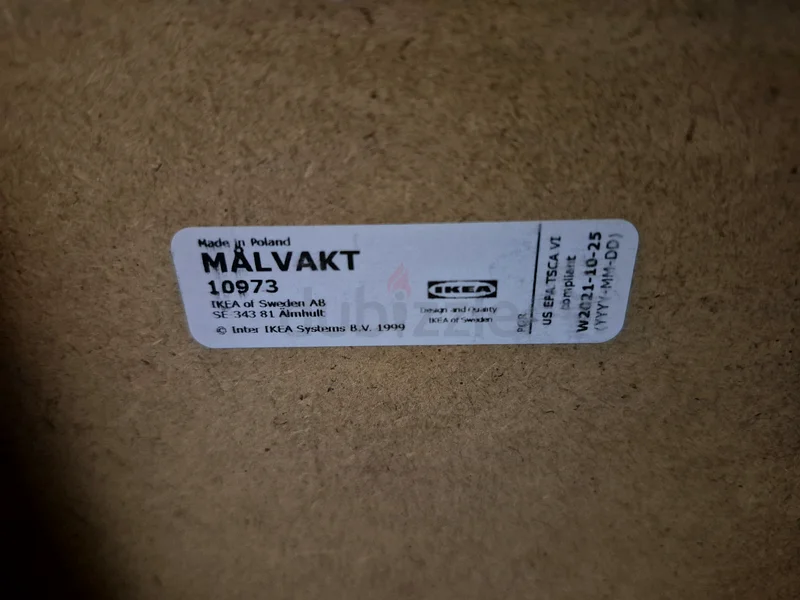 Made in Poland
MÅLVAKT
10973
IKEA of Sweden AB
SE-343 81 Älmhult
© Inter IKEA Systems B.V. 1999
IKEA
Design and Quality
IKEA of Sweden
US EPA TSCA VI
compliant
W2021-10-25
(YYYY-MM-DD)
dubizzle